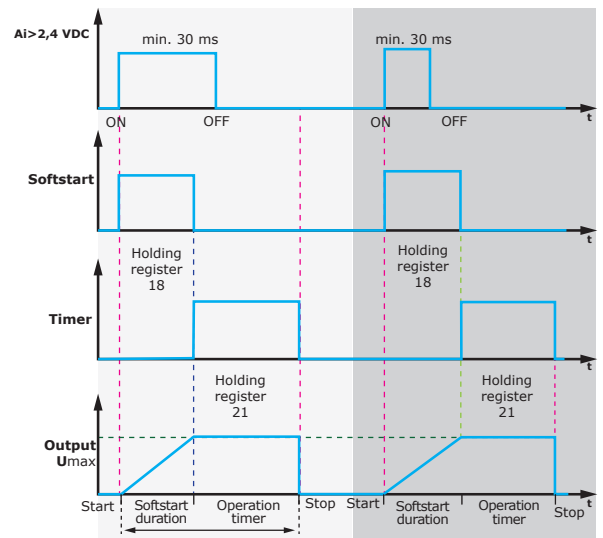 Ai>2,4 VDC
min. 30 ms
min. 30 ms
ON
OFF
ON
OFF
t
Softstart
t
Holding
register
18
Holding
register
18
Timer
t
Holding
register
21
Holding
register
21
Output
Umax
t
Start
Softstart
duration
Operation
timer
Stop
Start
Softstart
duration
Operation
timer
Stop